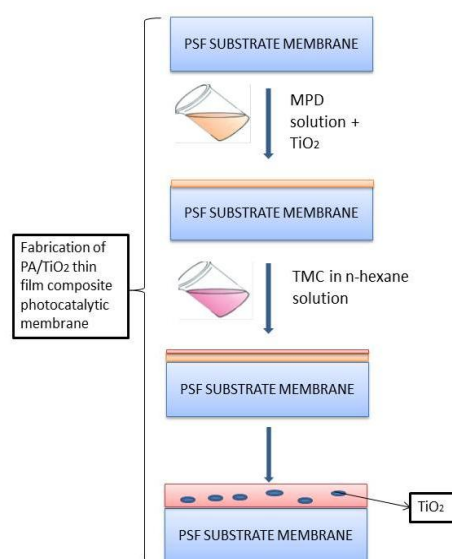 PSF SUBSTRATE MEMBRANE
MPD
solution +
TiO₂
PSF SUBSTRATE MEMBRANE
Fabrication of
PA/TiO₂ thin
film composite
photocatalytic
membrane
TMC in n-hexane
solution
PSF SUBSTRATE MEMBRANE
TiO₂
PSF SUBSTRATE MEMBRANE